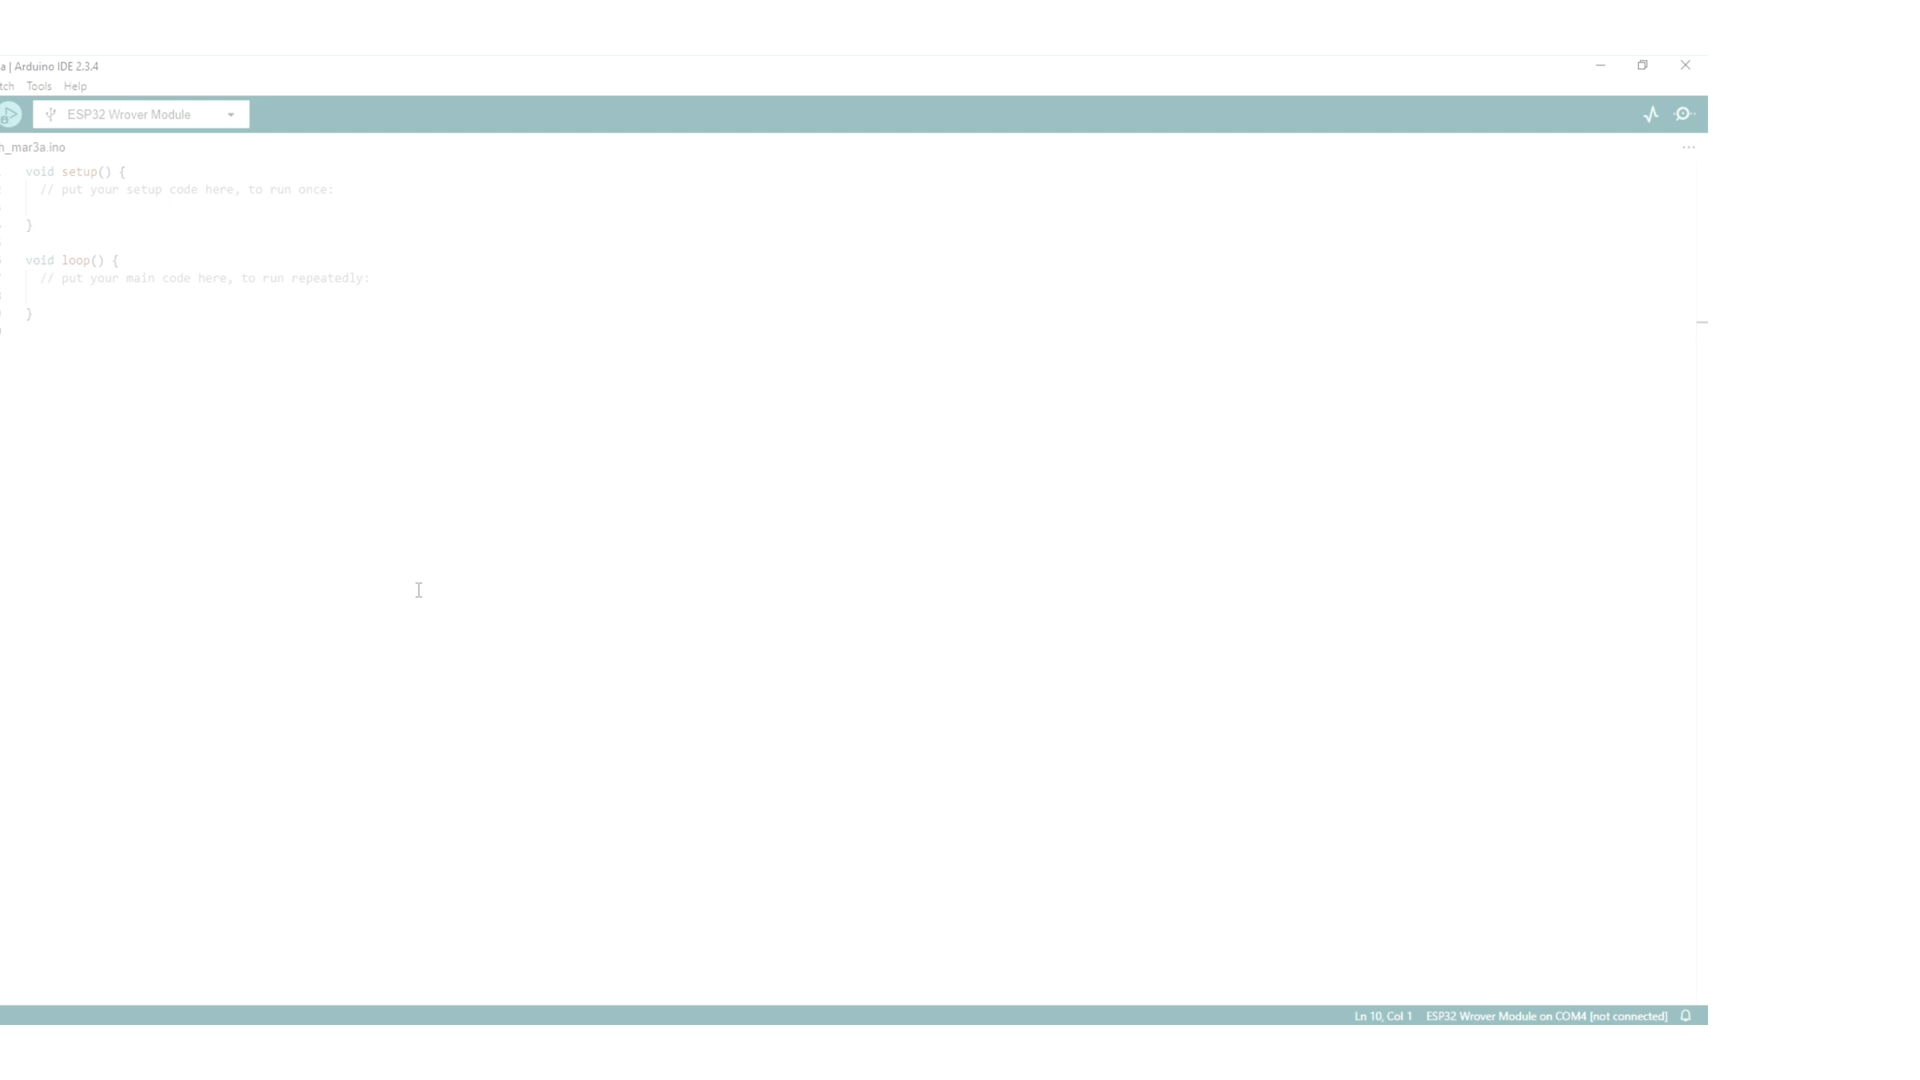 a | Arduino IDE 2.3.4
tch Tools Help
ESP32 Wrover Module
h_mar3a.ino
void setup() {
// put your setup code here, to run once:
}
void loop() {
// put your main code here, to run repeatedly:
}
Ln 10, Col 1 ESP32 Wrover Module on COM4 [not connected]